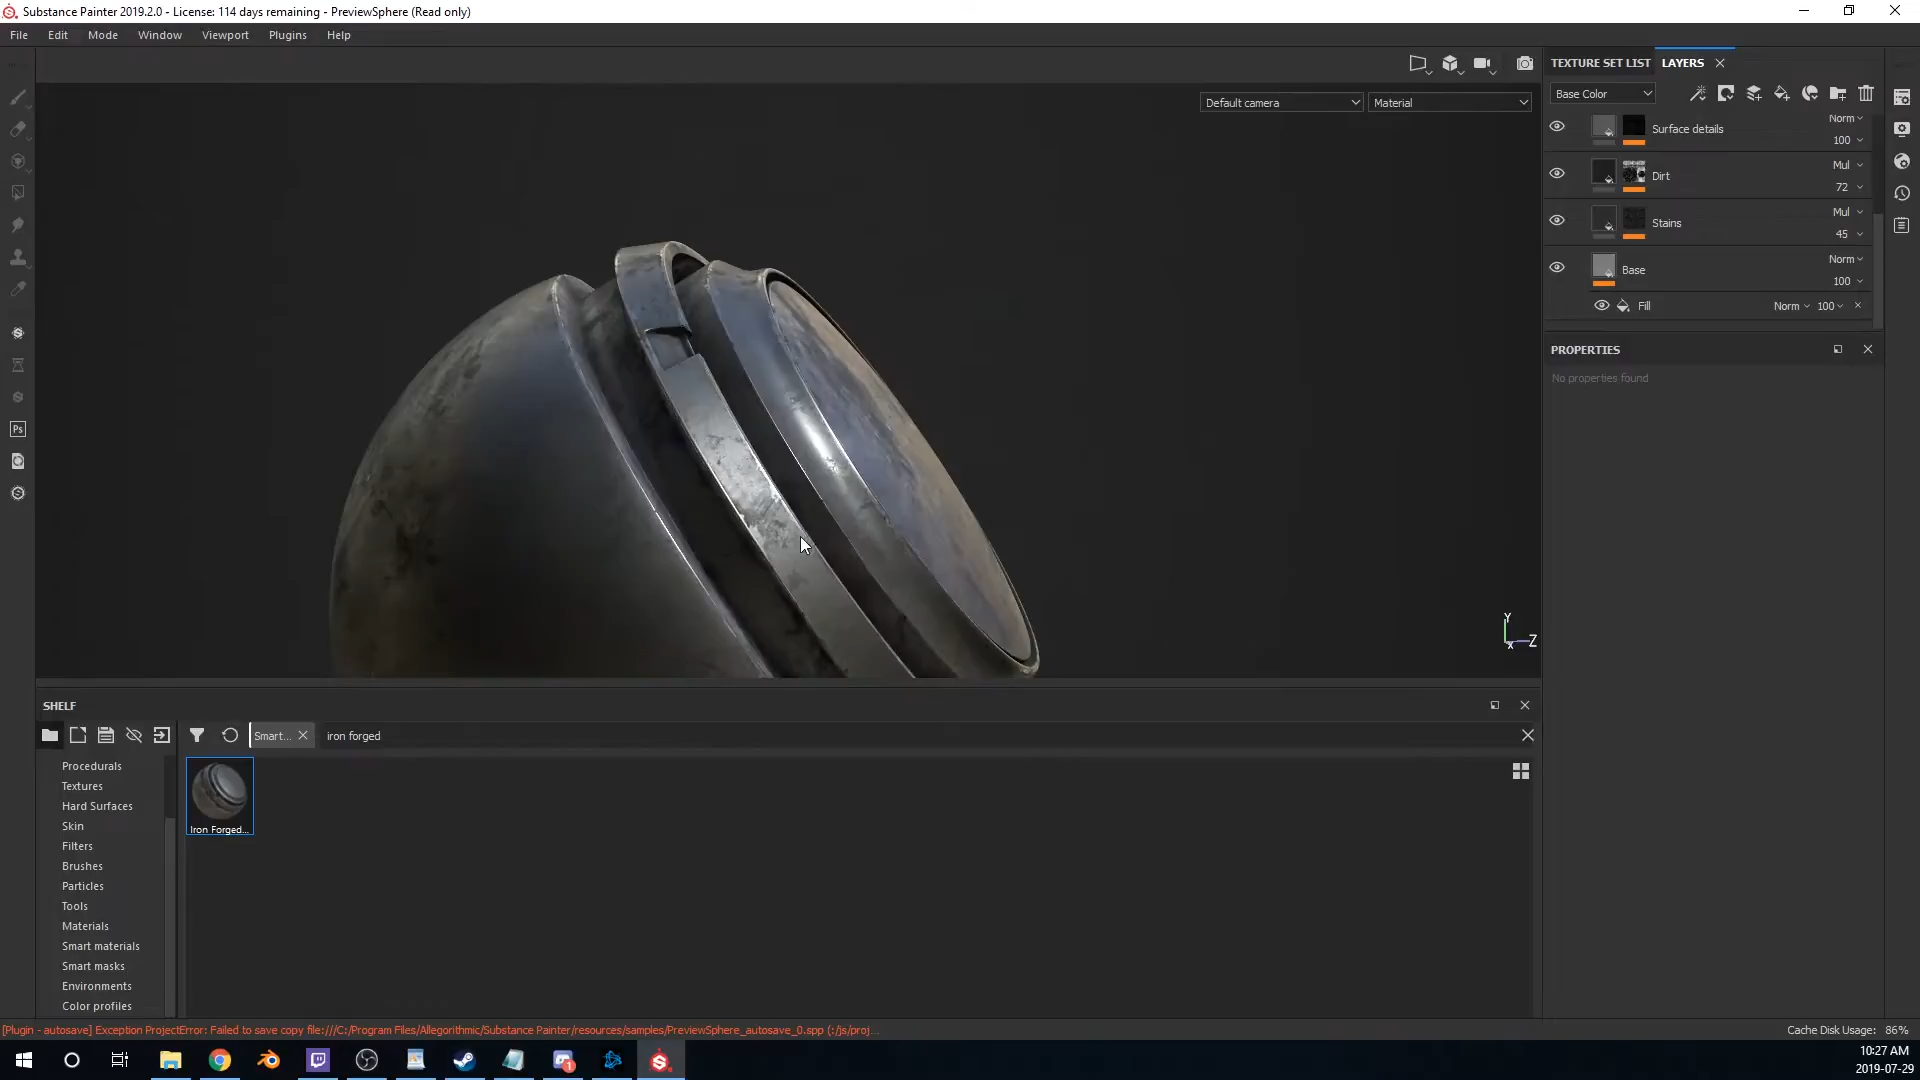 Substance Painter 2019.2.0 - License: 114 days remaining - PreviewSphere (Read only)
File Edit Mode Window Viewport Plugins Help
Default camera
Material
TEXTURE SET LIST LAYERS
Base Color
Surface details Norm 100
Dirt Mul 72
Stains Mul 45
Base Norm 100
Fill Norm 100
PROPERTIES
No properties found
Y
Z
X
Ps
SHELF
Smart... iron forged
Procedurals
Textures
Hard Surfaces
Skin
Filters
Brushes
Particles
Tools
Materials
Smart materials
Smart masks
Environments
Color profiles
Iron Forged...
[Plugin - autosave] Exception ProjectError: Failed to save copy file:///C:/Program Files/Allegorithmic/Substance Painter/resources/samples/PreviewSphere_autosave_0.spp (:/js/proj...
Cache Disk Usage: 86%
1
10:27 AM
2019-07-29